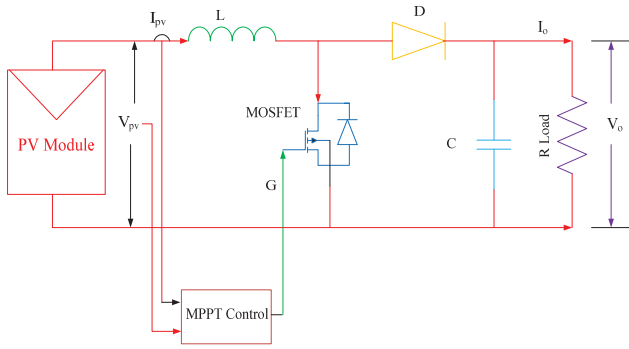 I_pv
L
D
I_o
MOSFET
V_pv
PV Module
C
R Load
V_o
G
MPPT Control